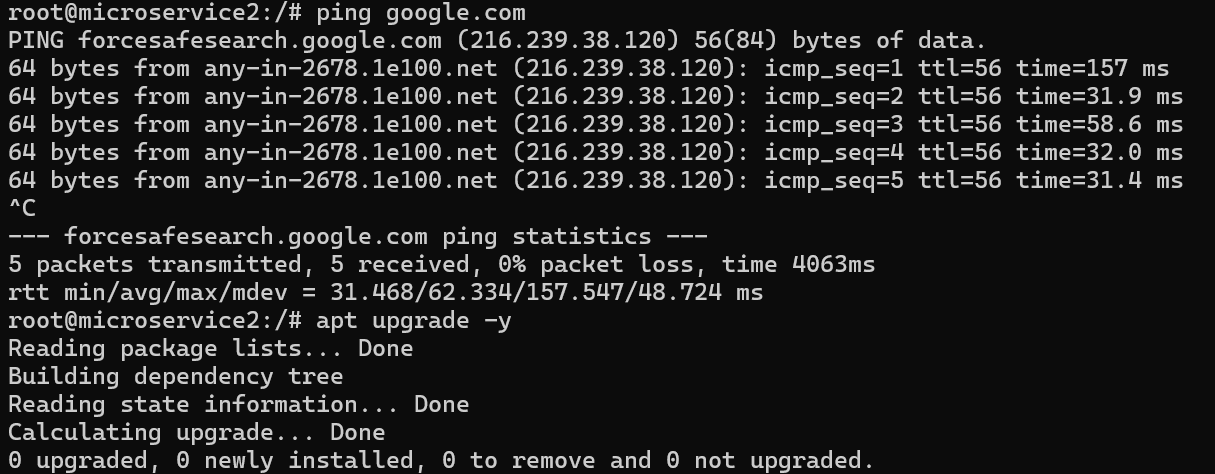 root@microservice2:/# ping google.com
PING forcesafesearch.google.com (216.239.38.120) 56(84) bytes of data.
64 bytes from any-in-2678.1e100.net (216.239.38.120): icmp_seq=1 ttl=56 time=157 ms
64 bytes from any-in-2678.1e100.net (216.239.38.120): icmp_seq=2 ttl=56 time=31.9 ms
64 bytes from any-in-2678.1e100.net (216.239.38.120): icmp_seq=3 ttl=56 time=58.6 ms
64 bytes from any-in-2678.1e100.net (216.239.38.120): icmp_seq=4 ttl=56 time=32.0 ms
64 bytes from any-in-2678.1e100.net (216.239.38.120): icmp_seq=5 ttl=56 time=31.4 ms
^C
--- forcesafesearch.google.com ping statistics ---
5 packets transmitted, 5 received, 0% packet loss, time 4063ms
rtt min/avg/max/mdev = 31.468/62.334/157.547/48.724 ms
root@microservice2:/# apt upgrade -y
Reading package lists... Done
Building dependency tree
Reading state information... Done
Calculating upgrade... Done
0 upgraded, 0 newly installed, 0 to remove and 0 not upgraded.